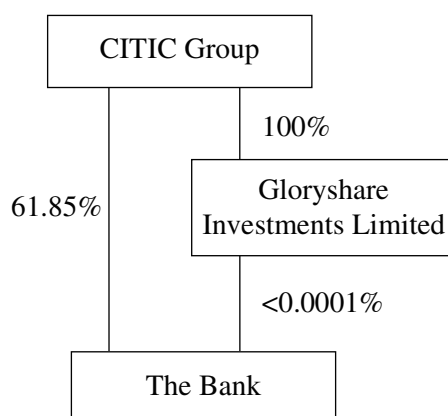 CITIC Group
100%
61.85%
Gloryshare
Investments Limited
<0.0001%
The Bank